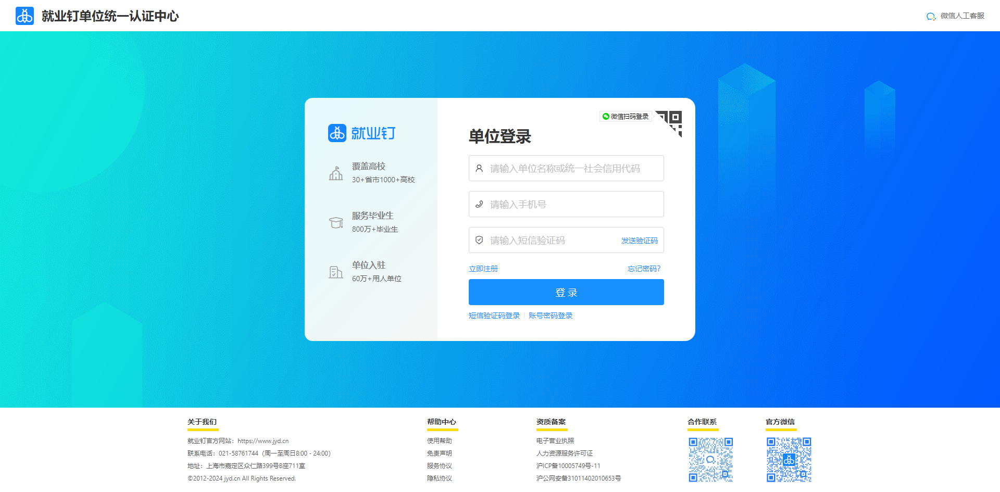 就业钉单位统一认证中心
微信人工客服
就业钉
覆盖高校
30+省市1000+高校
服务毕业生
800万+毕业生
单位入驻
60万+用人单位
微信扫码登录
单位登录
请输入单位名称或统一社会信用代码
请输入手机号
请输入短信验证码
发送验证码
立即注册
忘记密码?
登 录
短信验证码登录
账号密码登录
关于我们
就业钉官方网站：https://www.jyd.cn
联系电话：021-58761744（周一至周日8:00 - 24:00）
地址：上海市嘉定区众仁路399号B座711室
©2012-2024 jyd.cn All Rights Reserved.
帮助中心
使用帮助
免责声明
服务协议
隐私协议
资质备案
电子营业执照
人力资源服务许可证
沪ICP备10005749号-11
沪公网安备31011402010653号
合作联系
官方微信